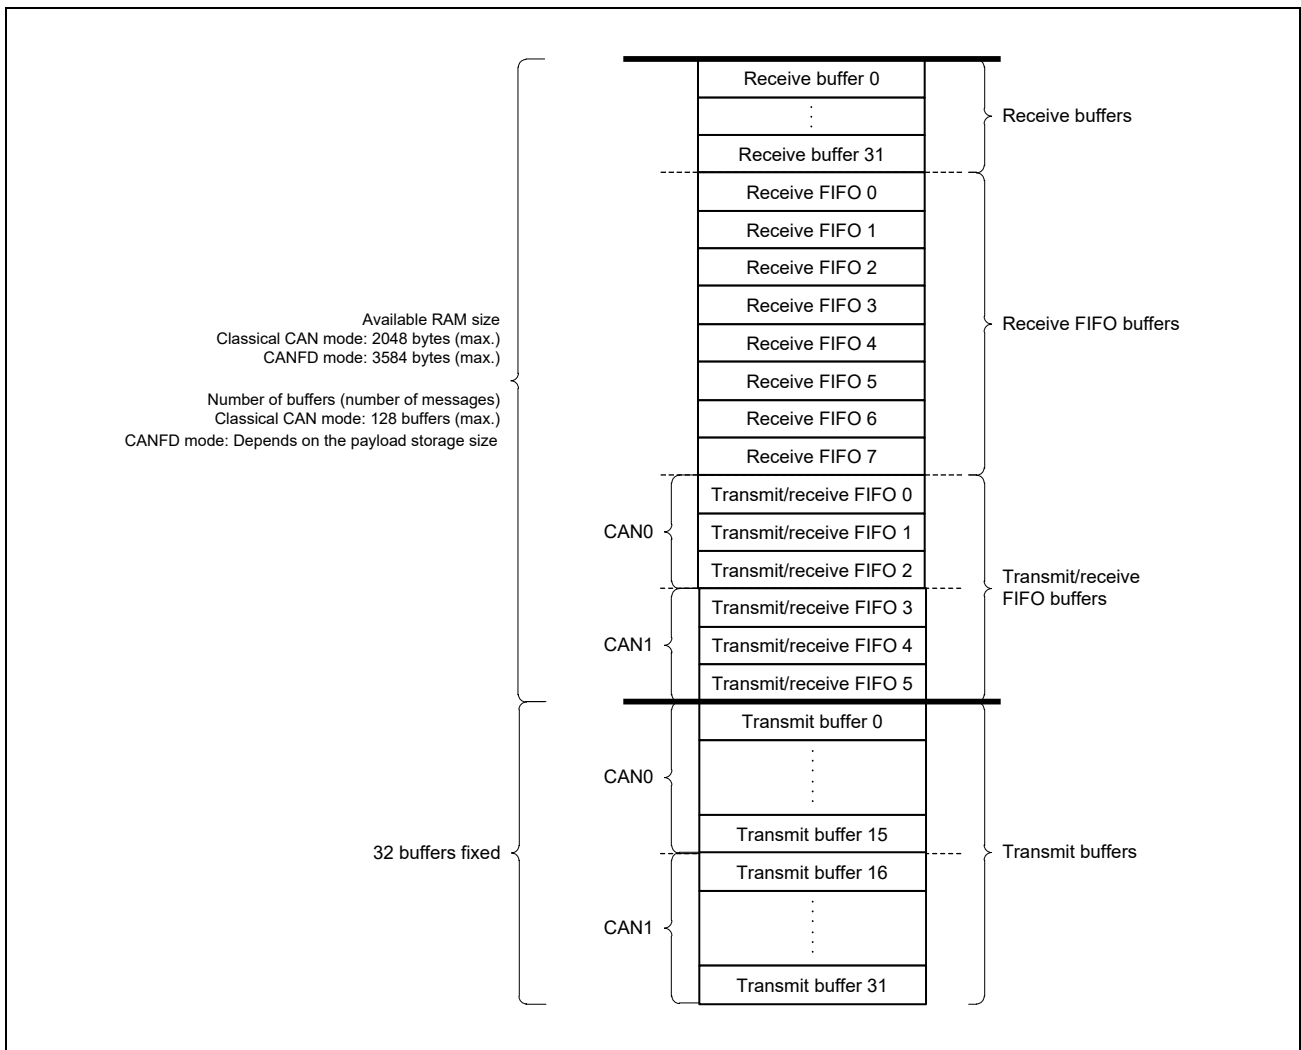 Receive buffer 0
Receive buffers
Receive buffer 31
Receive FIFO 0
Receive FIFO 1
Receive FIFO 2
Receive FIFO 3
Receive FIFO buffers
Receive FIFO 4
Receive FIFO 5
Receive FIFO 6
Receive FIFO 7
Available RAM size
Classical CAN mode: 2048 bytes (max.)
CANFD mode: 3584 bytes (max.)
Number of buffers (number of messages)
Classical CAN mode: 128 buffers (max.)
CANFD mode: Depends on the payload storage size
Transmit/receive FIFO 0
CAN0
Transmit/receive FIFO 1
Transmit/receive FIFO 2
Transmit/receive
FIFO buffers
Transmit/receive FIFO 3
CAN1
Transmit/receive FIFO 4
Transmit/receive FIFO 5
Transmit buffer 0
CAN0
Transmit buffer 15
32 buffers fixed
Transmit buffers
Transmit buffer 16
CAN1
Transmit buffer 31